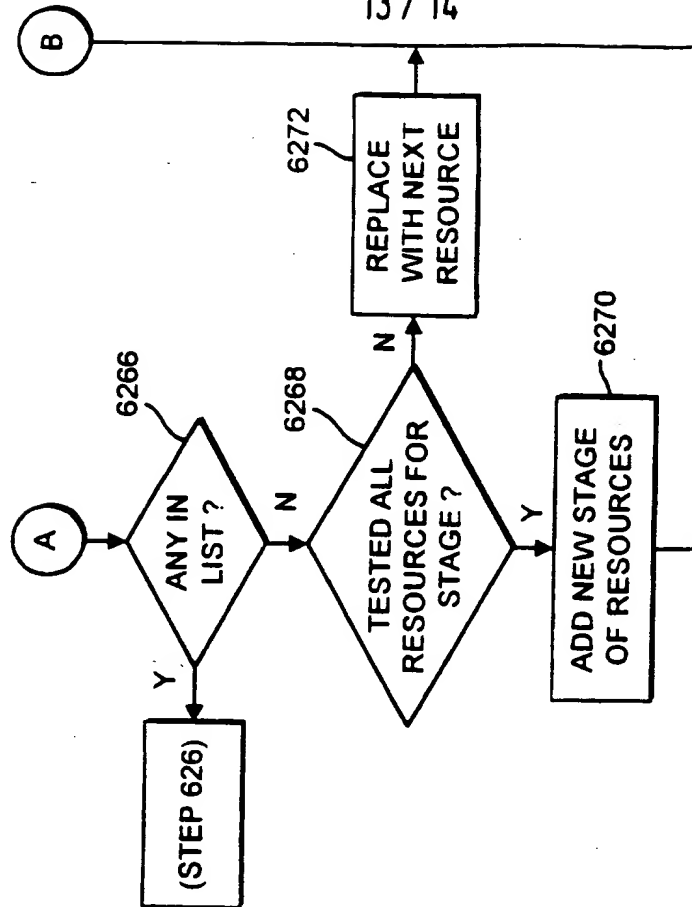 13 / 14
A
B
6266
ANY IN
LIST ?
Y
(STEP 626)
N
6268
TESTED ALL
RESOURCES FOR
STAGE ?
N
6272
REPLACE
WITH NEXT
RESOURCE
Y
6270
ADD NEW STAGE
OF RESOURCES